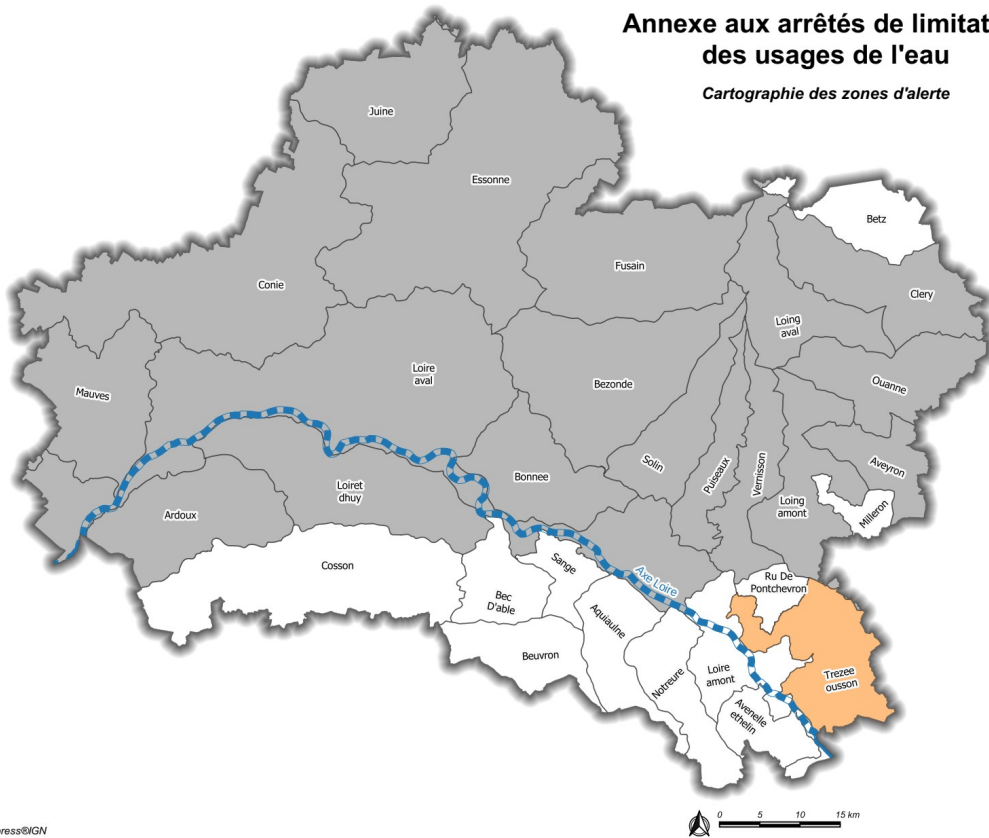 Annexe aux arrêtés de limitat
des usages de l'eau
Cartographie des zones d'alerte
Juine
Essonne
Betz
Fusain
Conie
Clery
Loing
aval
Loire
aval
Mauves
Bezonde
Ouanne
Solin
Puiseaux
Vernisson
Aveyron
Bonnee
Loiret
dhuy
Ardoux
Loing
amont
Milleron
Cosson
Sange
Axe Loire
Ru De
Pontchevron
Bec
D'able
Aquiaulne
Beuvron
Notreure
Loire
amont
Trezee
ousson
Avenelle
ethelin
0 5 10 15 km
ress®IGN